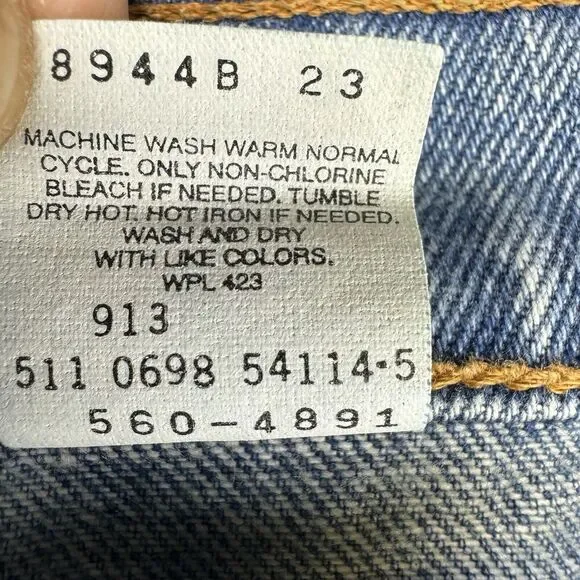 8944B 23
MACHINE WASH WARM NORMAL
CYCLE. ONLY NON-CHLORINE
BLEACH IF NEEDED. TUMBLE
DRY HOT. HOT IRON IF NEEDED.
WASH AND DRY
WITH LIKE COLORS.
WPL 423
913
511 0698 54114-5
560-4891